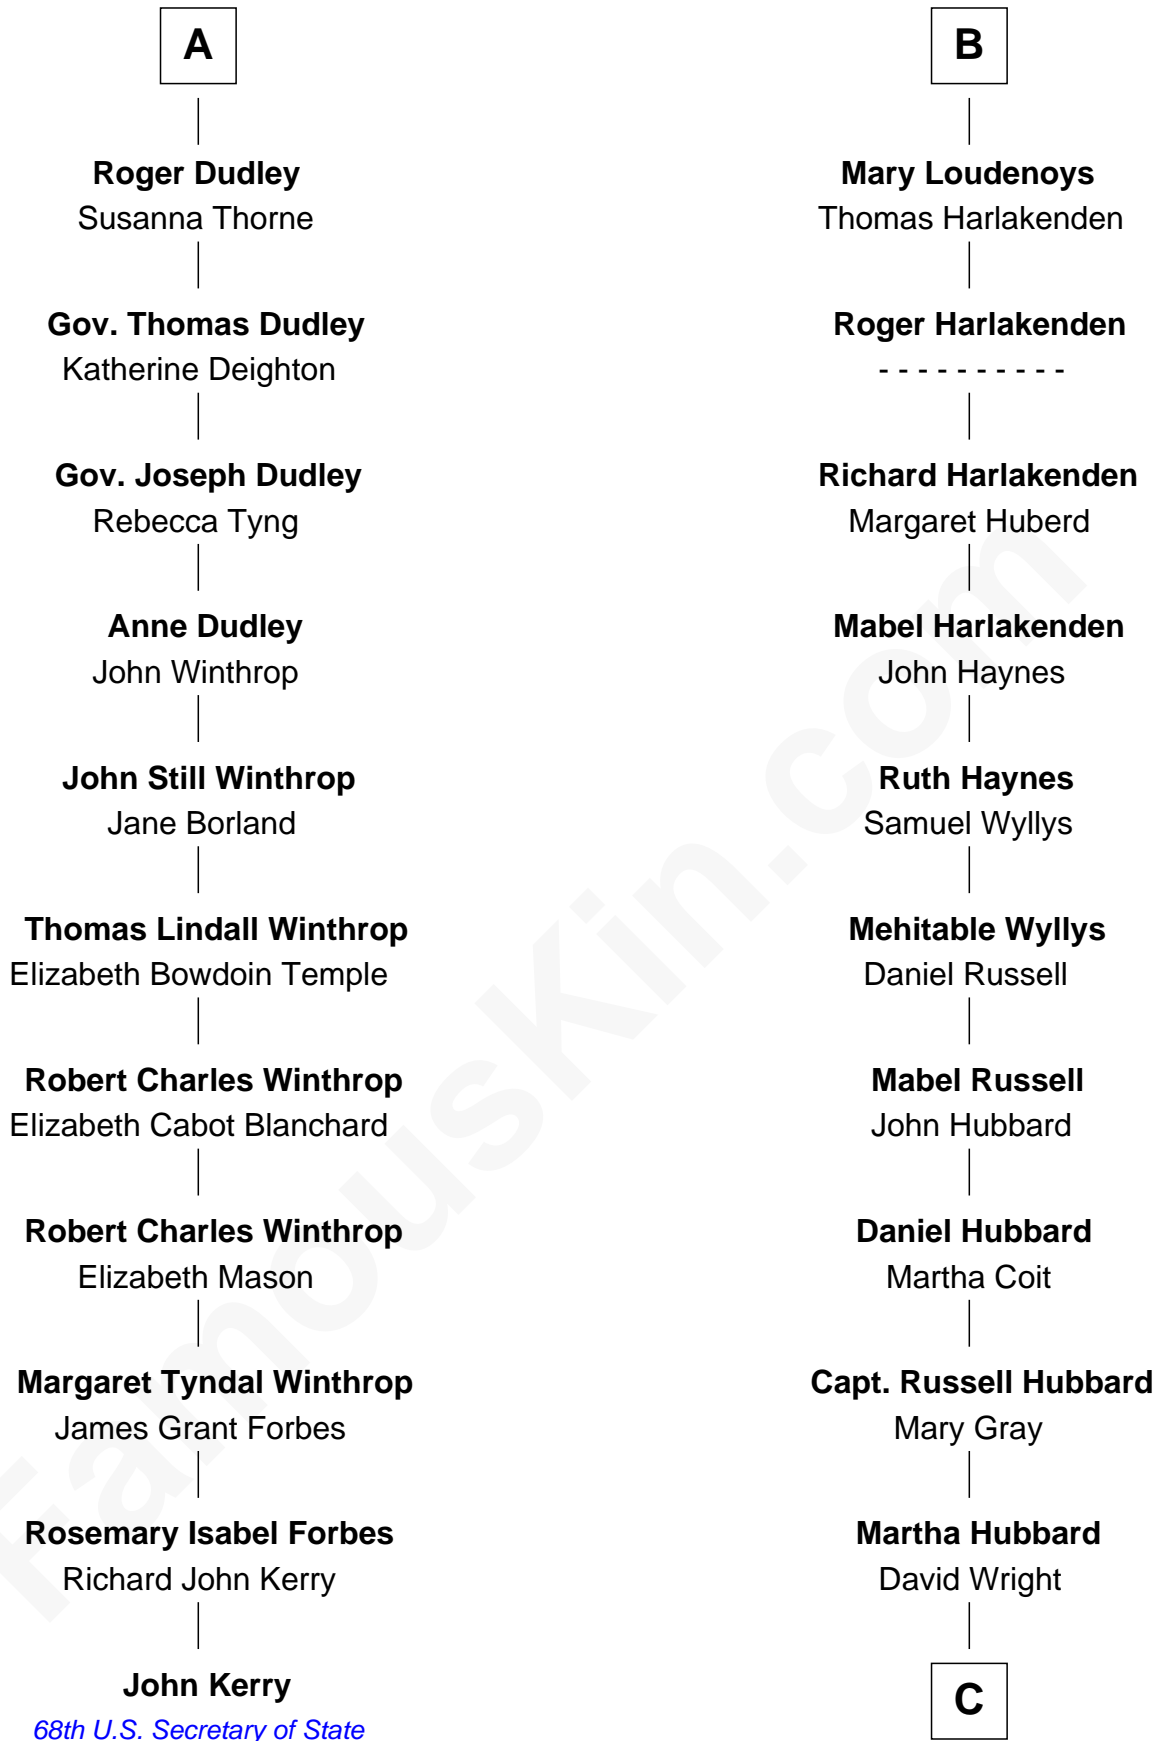 A
Roger Dudley
Susanna Thorne
Gov. Thomas Dudley
Katherine Deighton
Gov. Joseph Dudley
Rebecca Tyng
Anne Dudley
John Winthrop
John Still Winthrop
Jane Borland
Thomas Lindall Winthrop
Elizabeth Bowdoin Temple
Robert Charles Winthrop
Elizabeth Cabot Blanchard
Robert Charles Winthrop
Elizabeth Mason
Margaret Tyndal Winthrop
James Grant Forbes
Rosemary Isabel Forbes
Richard John Kerry
John Kerry
68th U.S. Secretary of State
B
Mary Loudenoys
Thomas Harlakenden
Roger Harlakenden
- - - - - - - - - -
Richard Harlakenden
Margaret Huberd
Mabel Harlakenden
John Haynes
Ruth Haynes
Samuel Wyllys
Mehitable Wyllys
Daniel Russell
Mabel Russell
John Hubbard
Daniel Hubbard
Martha Coit
Capt. Russell Hubbard
Mary Gray
Martha Hubbard
David Wright
C
FamousKin.com